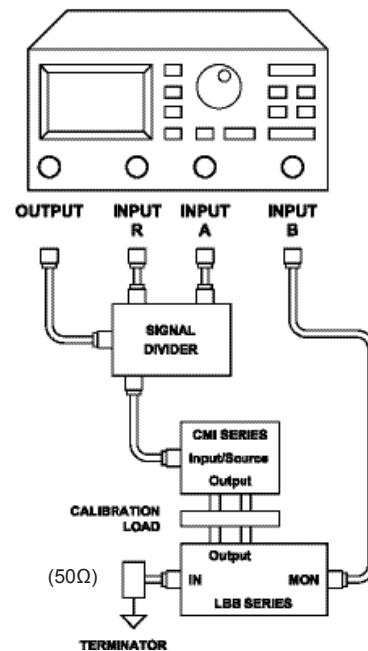 OUTPUT INPUT INPUT INPUT
R A B
SIGNAL
DIVIDER
CMI SERIES
Input/Source
Output
CALIBRATION
LOAD
Output
(50Ω) IN MON
LBB SERIES
TERMINATOR